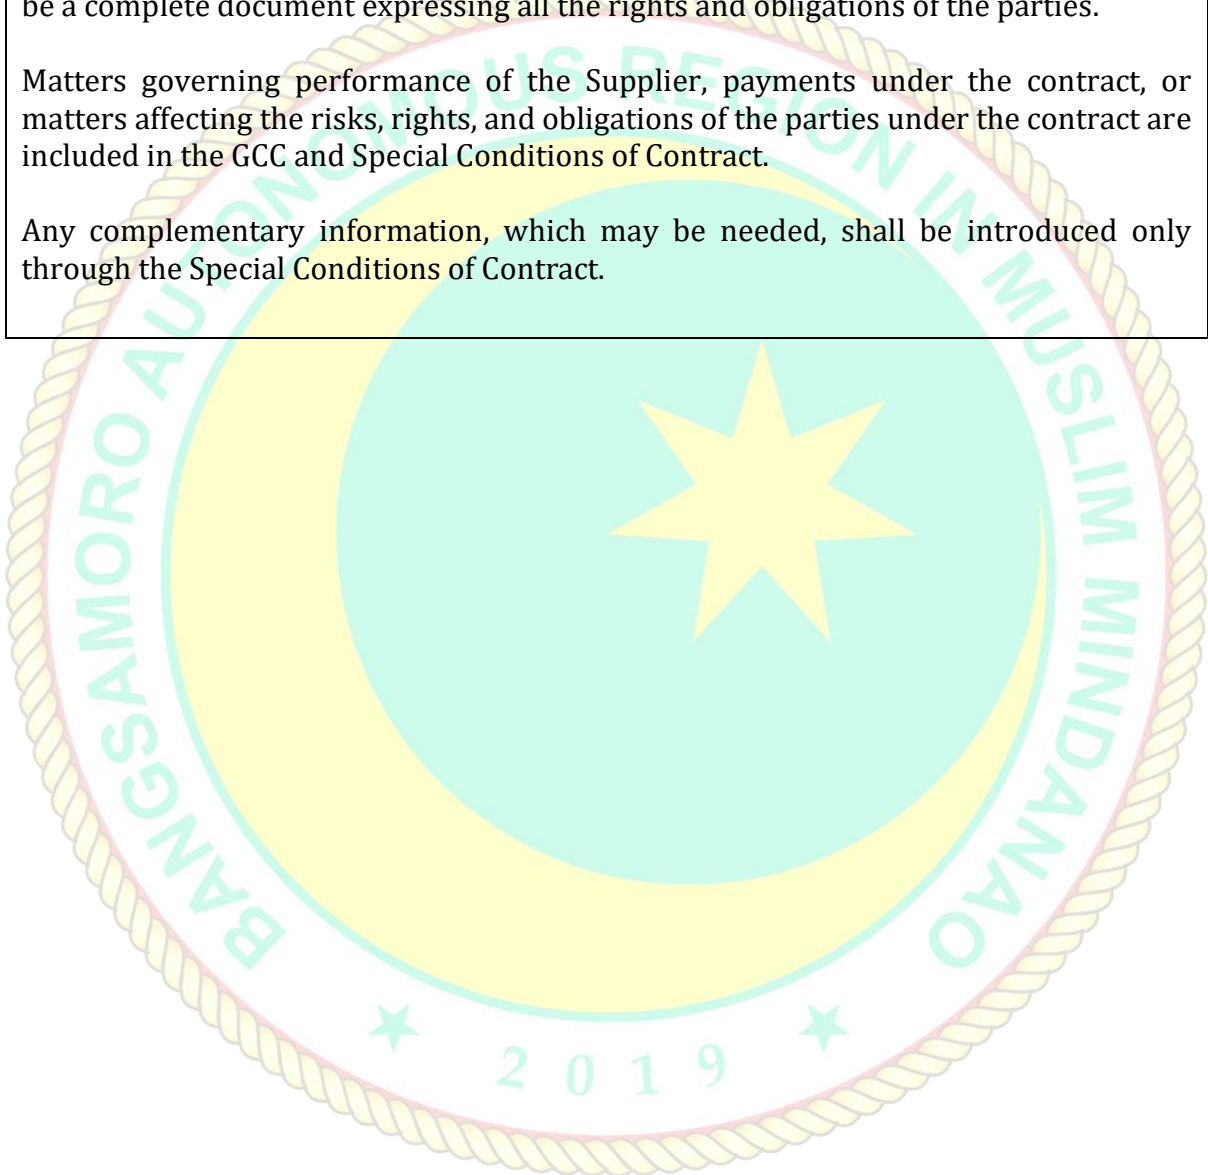 be a complete document expressing all the rights and obligations of the parties.
Matters governing performance of the Supplier, payments under the contract, or
matters affecting the risks, rights, and obligations of the parties under the contract are
included in the GCC and Special Conditions of Contract.
Any complementary information, which may be needed, shall be introduced only
through the Special Conditions of Contract.
BANGSAMORO AUTONOMOUS REGION IN MUSLIM MINDANAO
2019